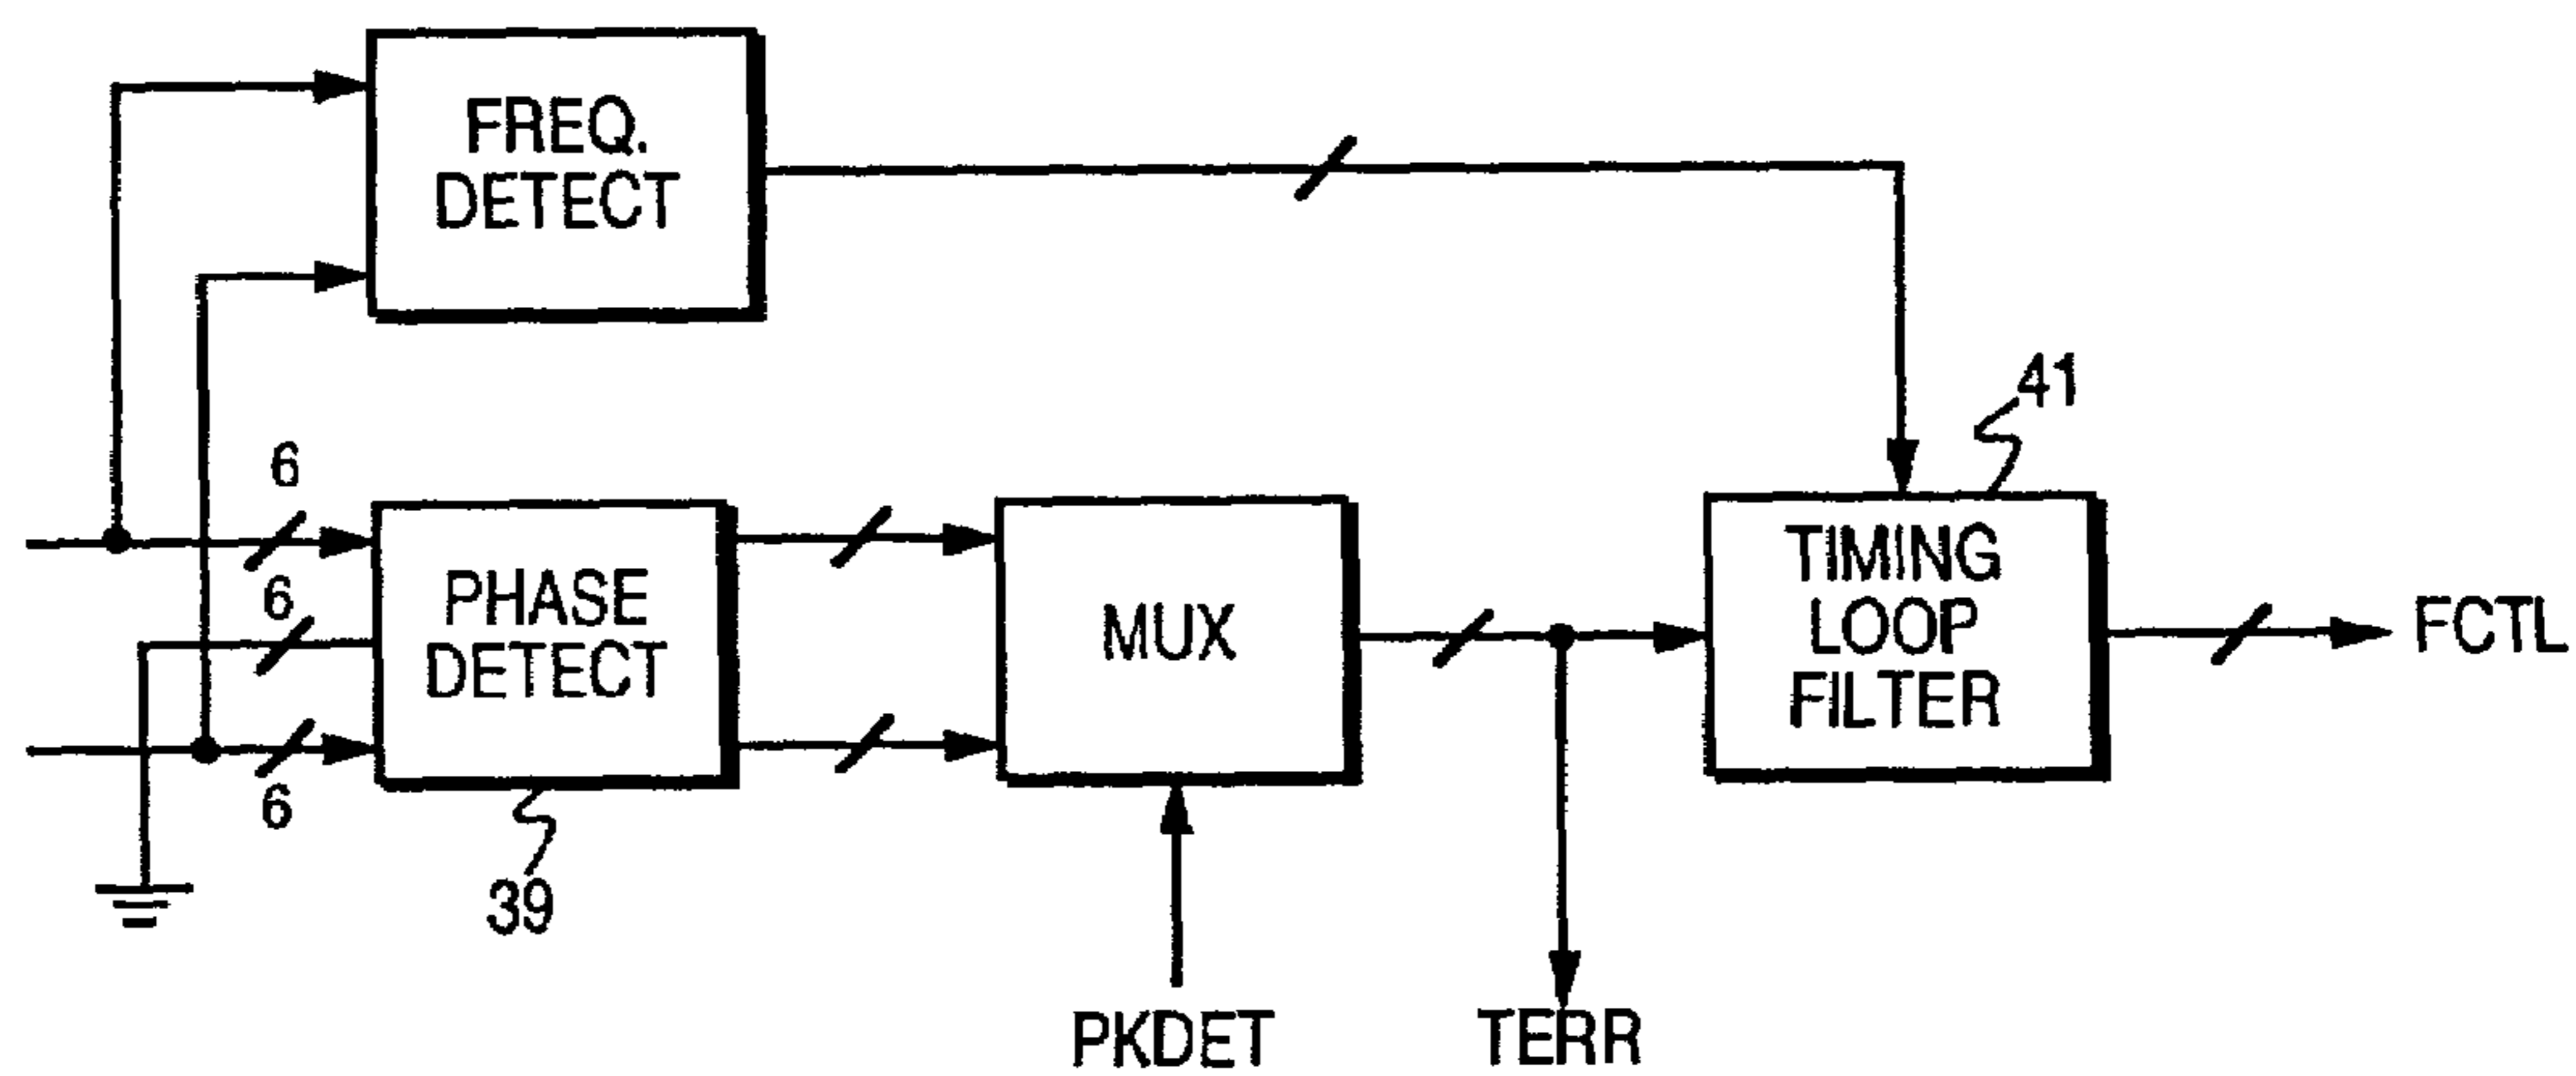 FREQ.
DETECT
41
6
6
6
PHASE
DETECT
39
MUX
TIMING
LOOP
FILTER
FCTL
PKDET
TERR